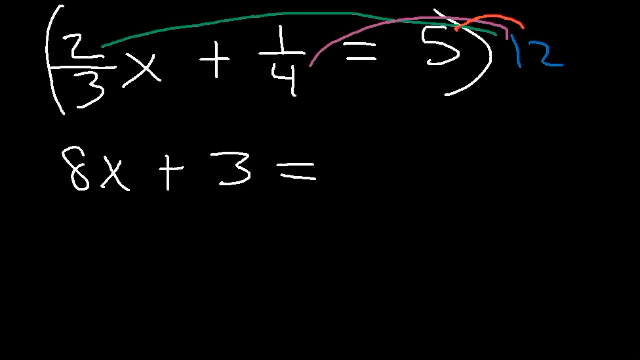 (2/3 x + 1/4 = 5) 12
8x + 3 =